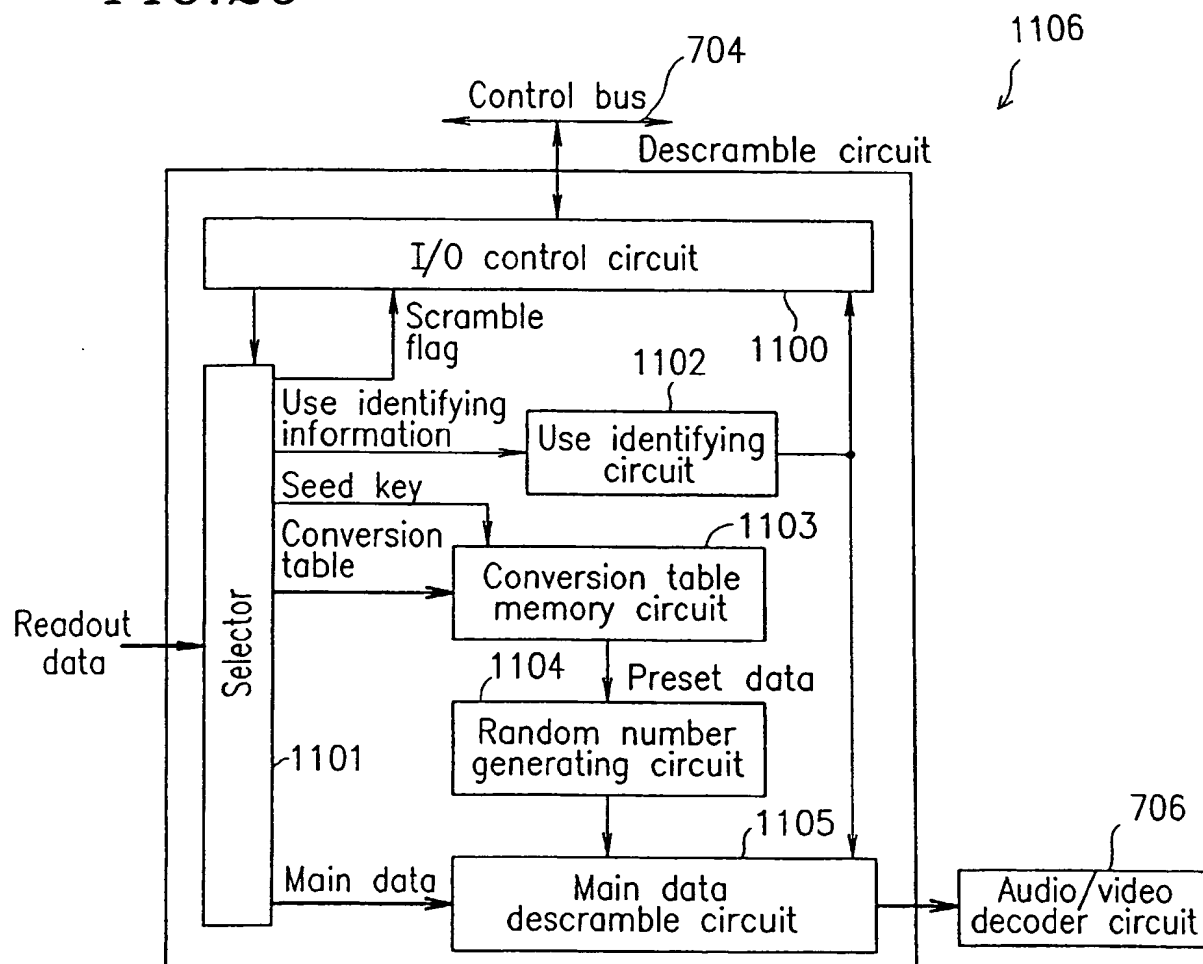 1106
704
Control bus
Descramble circuit
I/O control circuit
1100
Scramble
flag
1102
Use identifying
information
Use identifying
circuit
Seed key
1103
Conversion
table
Conversion table
memory circuit
Readout
data
Selector
1101
1104
Preset data
Random number
generating circuit
1105
706
Main data
Main data
descramble circuit
Audio/video
decoder circuit